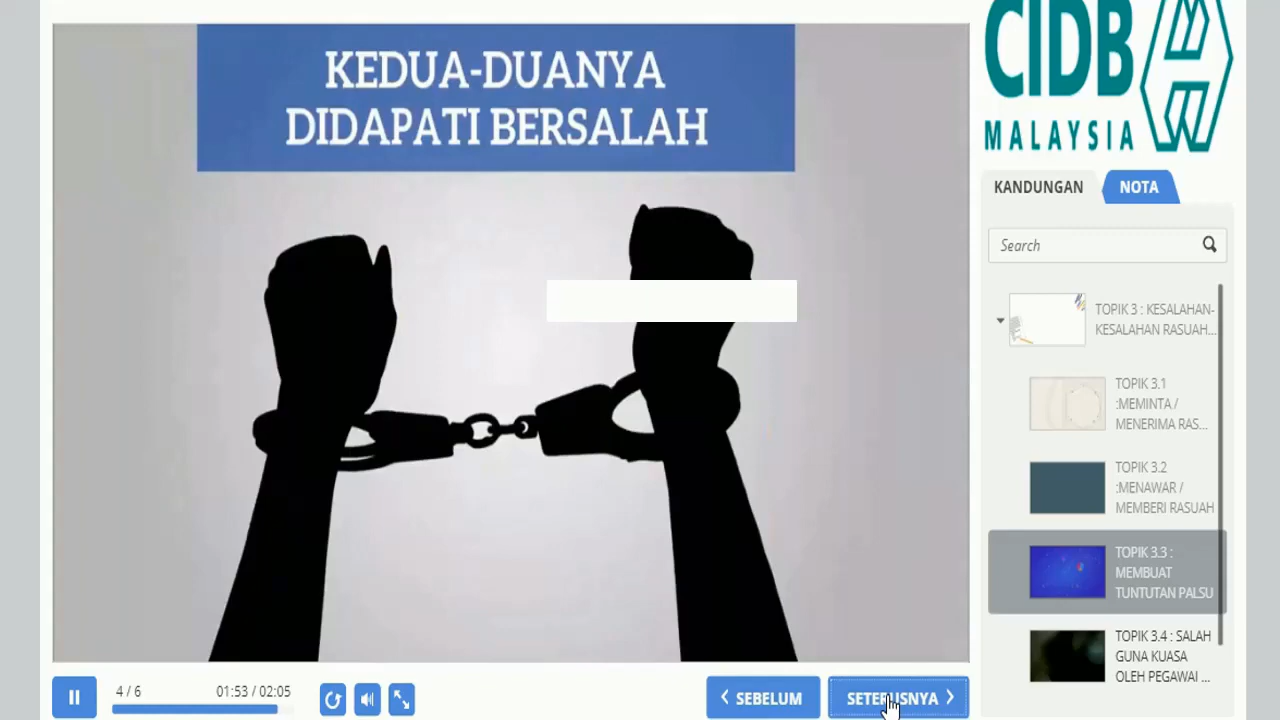 KEDUA-DUANYA
DIDAPATI BERSALAH
CIDB
MALAYSIA
KANDUNGAN
NOTA
Search
TOPIK 3 : KESALAHAN-
KESALAHAN RASUAH...
TOPIK 3.1
:MEMINTA /
MENERIMA RAS...
TOPIK 3.2
:MENAWAR /
MEMBERI RASUAH
TOPIK 3.3 :
MEMBUAT
TUNTUTAN PALSU
TOPIK 3.4 : SALAH
GUNA KUASA
OLEH PEGAWAI ...
4 / 6
01:53 / 02:05
SEBELUM
SETERUSNYA